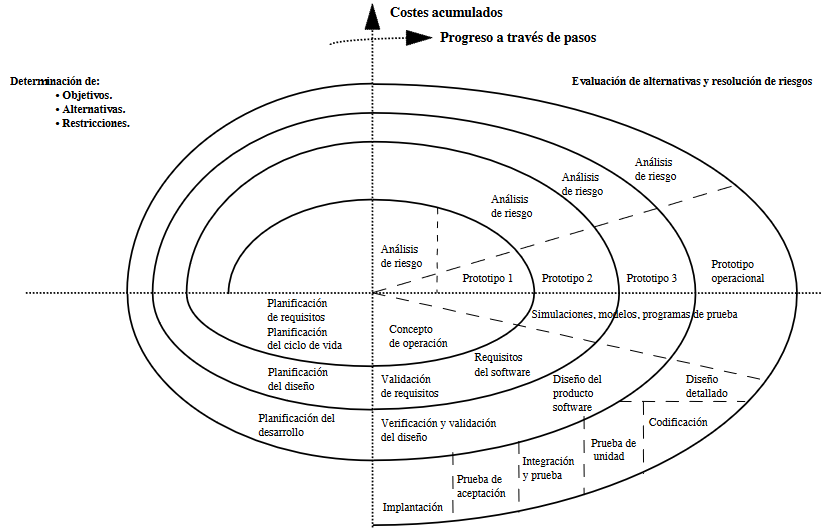 Costes acumulados
Progreso a través de pasos
Determinación de:
• Objetivos.
• Alternativas.
• Restricciones.
Evaluación de alternativas y resolución de riesgos
Análisis
de riesgo
Análisis
de riesgo
Análisis
de riesgo
Análisis
de riesgo
Prototipo 1
Prototipo 2
Prototipo 3
Prototipo
operacional
Planificación
de requisitos
Planificación
del ciclo de vida
Concepto
de operación
Simulaciones, modelos, programas de prueba
Requisitos
del software
Planificación
del diseño
Validación
de requisitos
Diseño del
producto
software
Diseño
detallado
Planificación del
desarrollo
Verificación y validación
del diseño
Codificación
Prueba de
unidad
Integración
y prueba
Prueba de
aceptación
Implantación